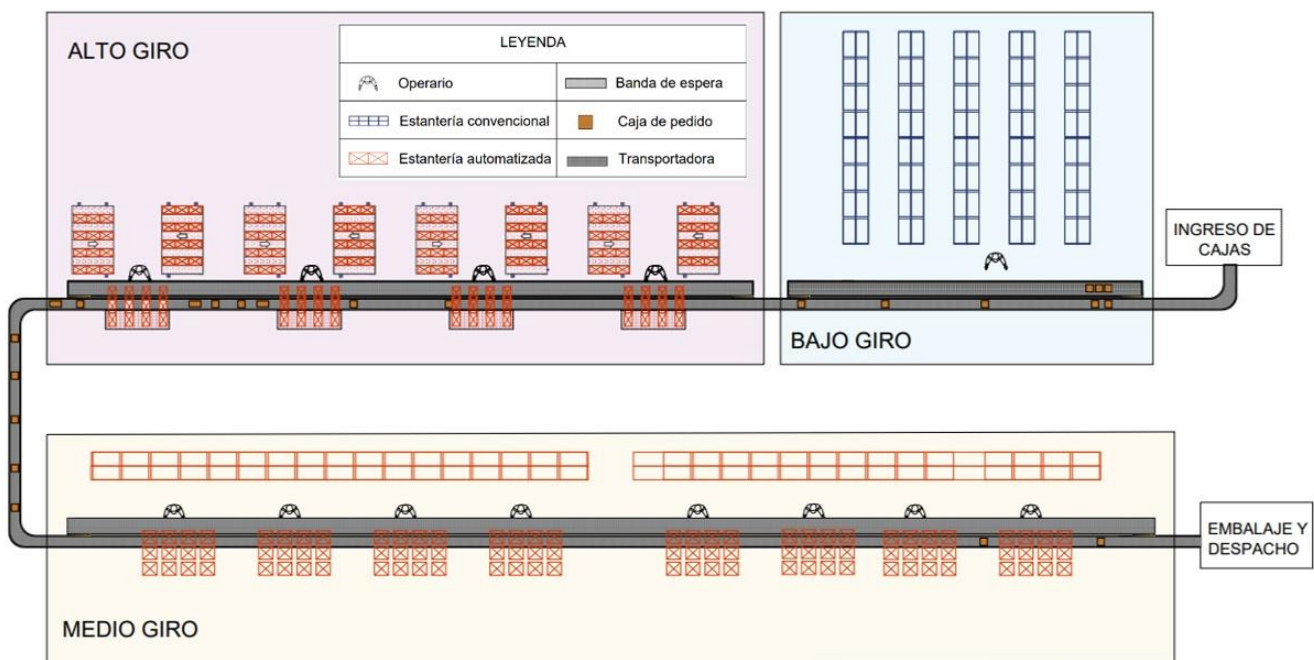 ALTO GIRO
LEYENDA
Operario
Banda de espera
Estantería convencional
Caja de pedido
Estantería automatizada
Transportadora
INGRESO DE
CAJAS
BAJO GIRO
EMBALAJE Y
DESPACHO
MEDIO GIRO